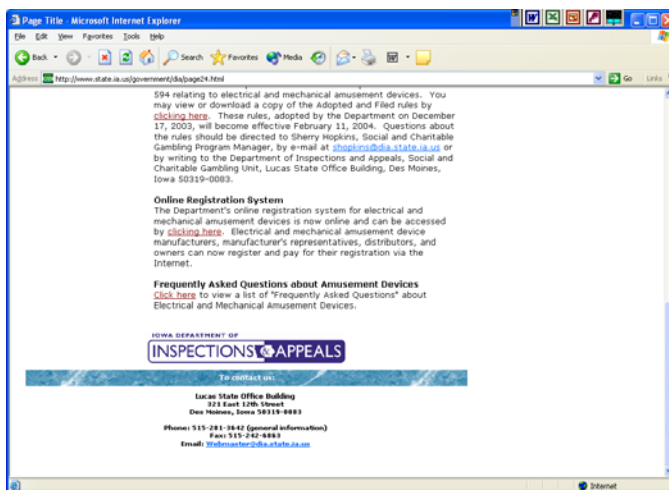 Page Title - Microsoft Internet Explorer
File Edit View Favorites Tools Help
Back Search Favorites Media
Address http://www.state.ia.us/government/dia/page24.html Go Links
594 relating to electrical and mechanical amusement devices. You
may view or download a copy of the Adopted and Filed rules by
clicking here. These rules, adopted by the Department on December
17, 2003, will become effective February 11, 2004. Questions about
the rules should be directed to Sherry Hopkins, Social and Charitable
Gambling Program Manager, by e-mail at shopkins@dia.state.ia.us or
by writing to the Department of Inspections and Appeals, Social and
Charitable Gambling Unit, Lucas State Office Building, Des Moines,
Iowa 50319-0083.
Online Registration System
The Department's online registration system for electrical and
mechanical amusement devices is now online and can be accessed
by clicking here. Electrical and mechanical amusement device
manufacturers, manufacturer's representatives, distributors, and
owners can now register and pay for their registration via the
Internet.
Frequently Asked Questions about Amusement Devices
Click here to view a list of "Frequently Asked Questions" about
Electrical and Mechanical Amusement Devices.
IOWA DEPARTMENT OF
INSPECTIONS & APPEALS
To contact us:
Lucas State Office Building
321 East 12th Street
Des Moines, Iowa 50319-0083
Phone: 515-281-3642 (general information)
Fax: 515-242-6863
Email: Webmaster@dia.state.ia.us
Internet